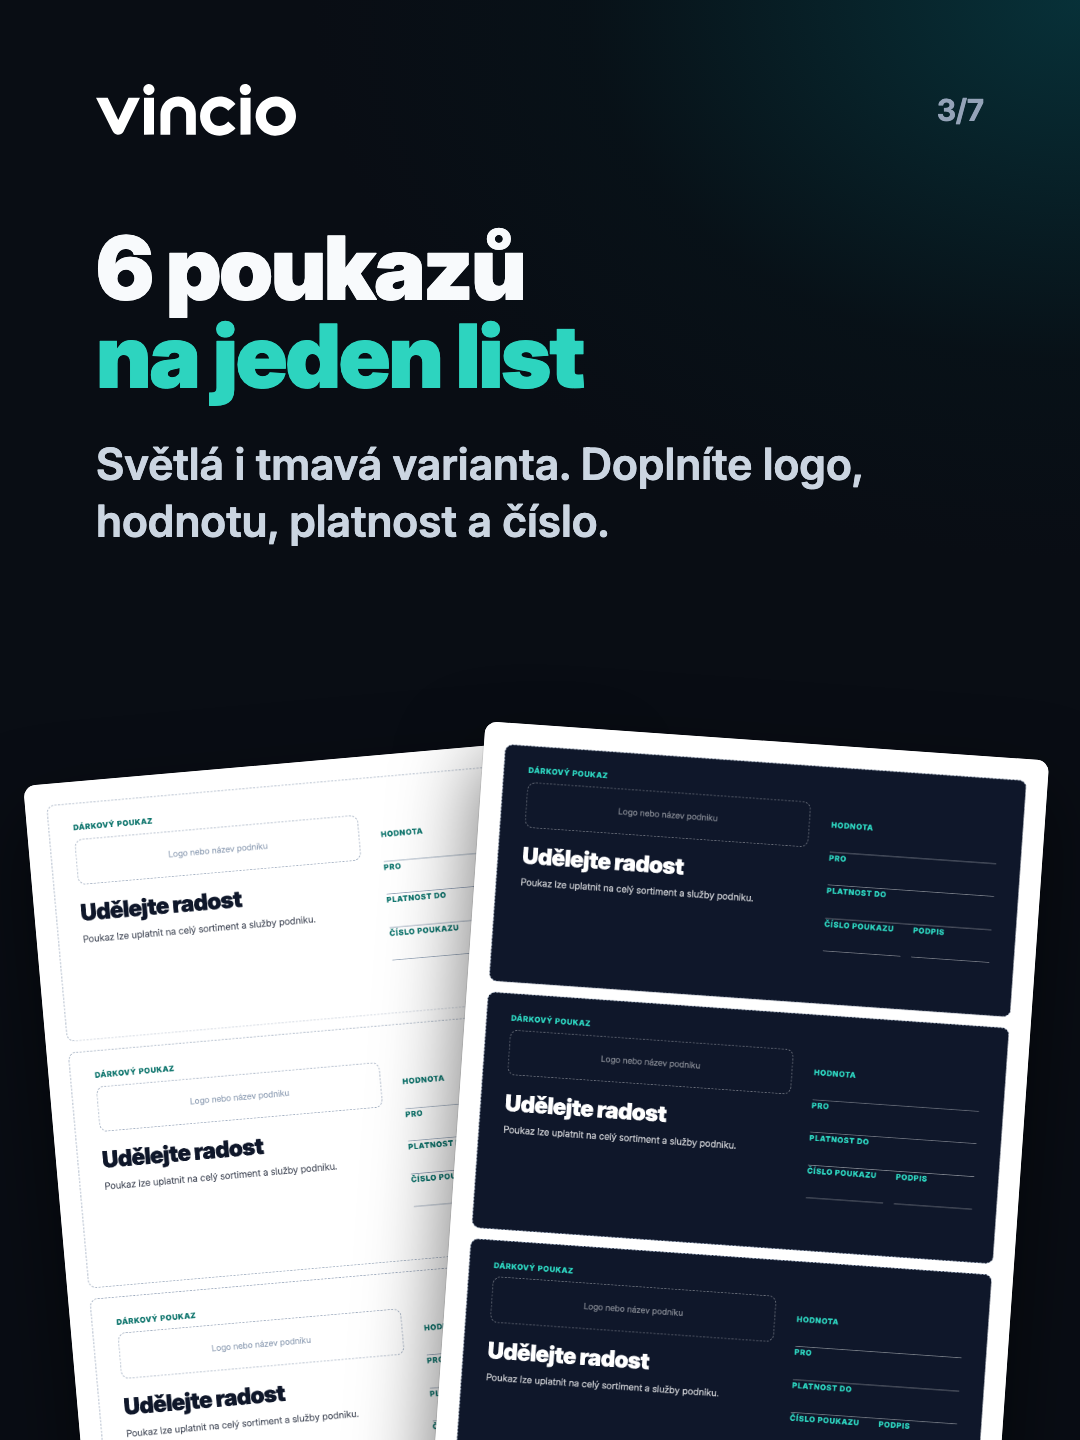 vincio
3/7
6 poukazů
na jeden list
Světlá i tmavá varianta. Doplníte logo,
hodnotu, platnost a číslo.
DÁRKOVÝ POUKAZ
Logo nebo název podniku
Udělejte radost
Poukaz lze uplatnit na celý sortiment a služby podniku.
HODNOTA
PRO
PLATNOST DO
ČÍSLO POUKAZU
DÁRKOVÝ POUKAZ
Logo nebo název podniku
Udělejte radost
Poukaz lze uplatnit na celý sortiment a služby podniku.
HODNOTA
PRO
PLATNOST
ČÍSLO POU
DÁRKOVÝ POUKAZ
Logo nebo název podniku
Udělejte radost
Poukaz lze uplatnit na celý sortiment a služby podniku.
HOD
PR
DÁRKOVÝ POUKAZ
Logo nebo název podniku
Udělejte radost
Poukaz lze uplatnit na celý sortiment a služby podniku.
HODNOTA
PRO
PLATNOST DO
ČÍSLO POUKAZU PODPIS
DÁRKOVÝ POUKAZ
Logo nebo název podniku
Udělejte radost
Poukaz lze uplatnit na celý sortiment a služby podniku.
HODNOTA
PRO
PLATNOST DO
ČÍSLO POUKAZU PODPIS
DÁRKOVÝ POUKAZ
Logo nebo název podniku
Udělejte radost
Poukaz lze uplatnit na celý sortiment a služby podniku.
HODNOTA
PRO
PLATNOST DO
ČÍSLO POUKAZU PODPIS